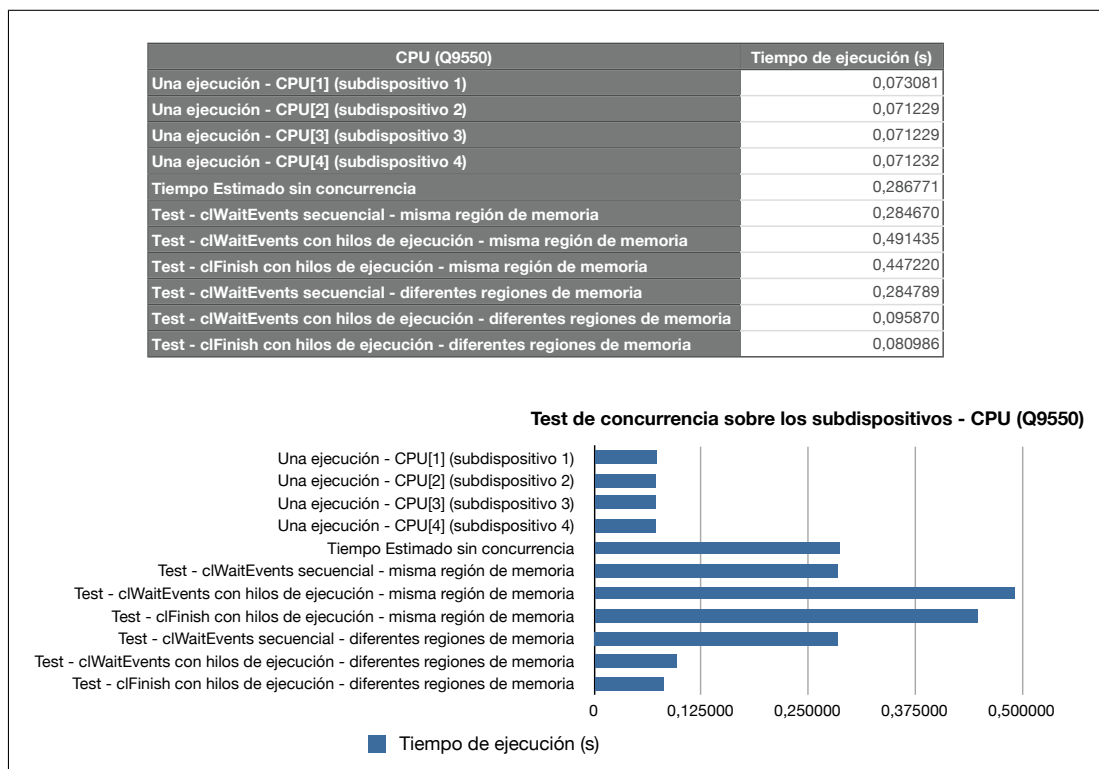 CPU (Q9550) Tiempo de ejecución (s)
Una ejecución - CPU[1] (subdispositivo 1) 0,073081
Una ejecución - CPU[2] (subdispositivo 2) 0,071229
Una ejecución - CPU[3] (subdispositivo 3) 0,071229
Una ejecución - CPU[4] (subdispositivo 4) 0,071232
Tiempo Estimado sin concurrencia 0,286771
Test - clWaitEvents secuencial - misma región de memoria 0,284670
Test - clWaitEvents con hilos de ejecución - misma región de memoria 0,491435
Test - clFinish con hilos de ejecución - misma región de memoria 0,447220
Test - clWaitEvents secuencial - diferentes regiones de memoria 0,284789
Test - clWaitEvents con hilos de ejecución - diferentes regiones de memoria 0,095870
Test - clFinish con hilos de ejecución - diferentes regiones de memoria 0,080986
Test de concurrencia sobre los subdispositivos - CPU (Q9550)
Una ejecución - CPU[1] (subdispositivo 1)
Una ejecución - CPU[2] (subdispositivo 2)
Una ejecución - CPU[3] (subdispositivo 3)
Una ejecución - CPU[4] (subdispositivo 4)
Tiempo Estimado sin concurrencia
Test - clWaitEvents secuencial - misma región de memoria
Test - clWaitEvents con hilos de ejecución - misma región de memoria
Test - clFinish con hilos de ejecución - misma región de memoria
Test - clWaitEvents secuencial - diferentes regiones de memoria
Test - clWaitEvents con hilos de ejecución - diferentes regiones de memoria
Test - clFinish con hilos de ejecución - diferentes regiones de memoria
0 0,125000 0,250000 0,375000 0,500000
Tiempo de ejecución (s)